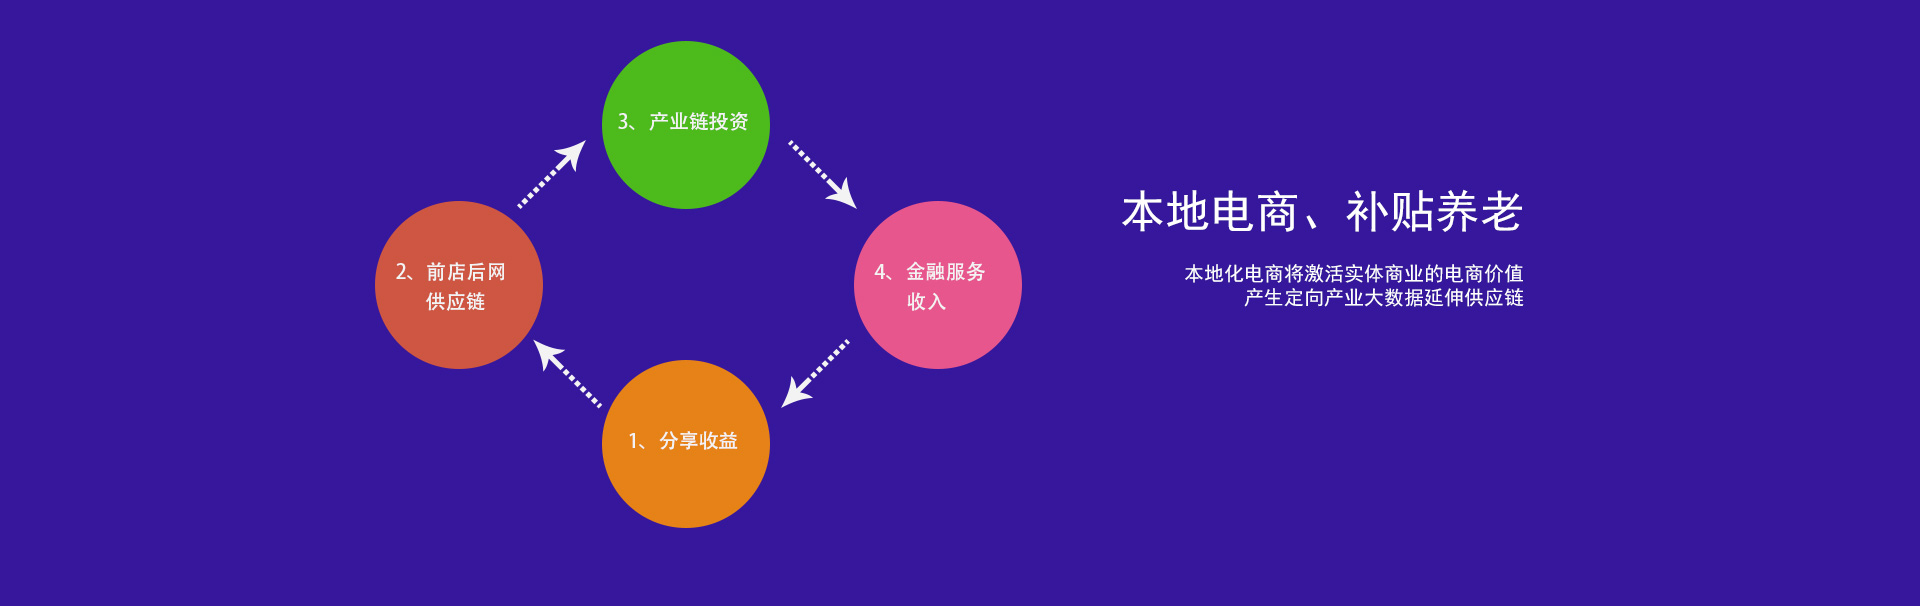 3、产业链投资
2、前店后网
供应链
4、金融服务
收入
1、分享收益
本地电商、补贴养老
本地化电商将激活实体商业的电商价值
产生定向产业大数据延伸供应链